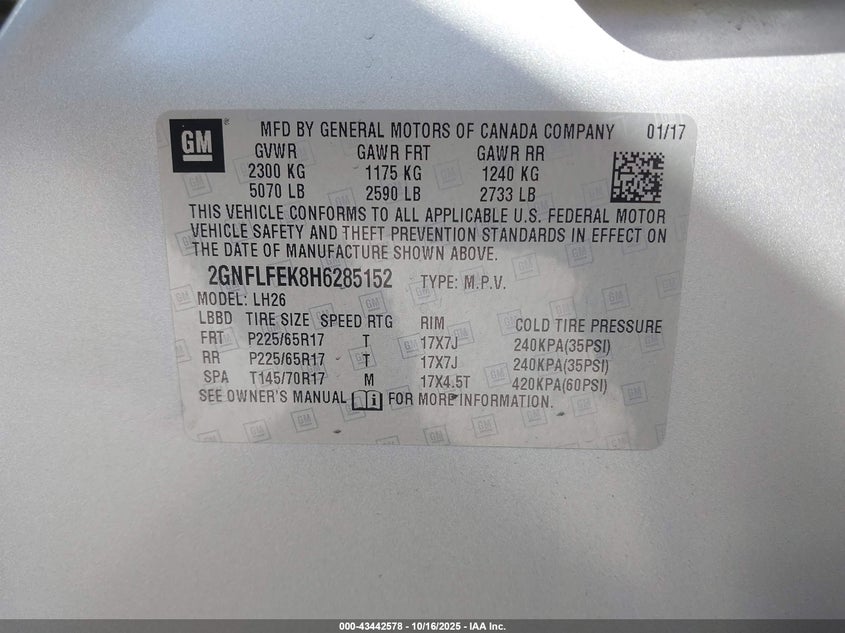 GM ® MFD BY GENERAL MOTORS OF CANADA COMPANY 01/17
GVWR GAWR FRT GAWR RR
2300 KG 1175 KG 1240 KG
5070 LB 2590 LB 2733 LB
THIS VEHICLE CONFORMS TO ALL APPLICABLE U.S. FEDERAL MOTOR
VEHICLE SAFETY AND THEFT PREVENTION STANDARDS IN EFFECT ON
THE DATE OF MANUFACTURE SHOWN ABOVE.
2GNFLFEK8H6285152 TYPE: M.P.V.
MODEL: LH26
LBBD TIRE SIZE SPEED RTG RIM COLD TIRE PRESSURE
FRT P225/65R17 T 17X7J 240KPA(35PSI)
RR P225/65R17 T 17X7J 240KPA(35PSI)
SPA T145/70R17 M 17X4.5T 420KPA(60PSI)
SEE OWNER'S MANUAL i FOR MORE INFORMATION.
000-43442578 - 10/16/2025 - IAA Inc.